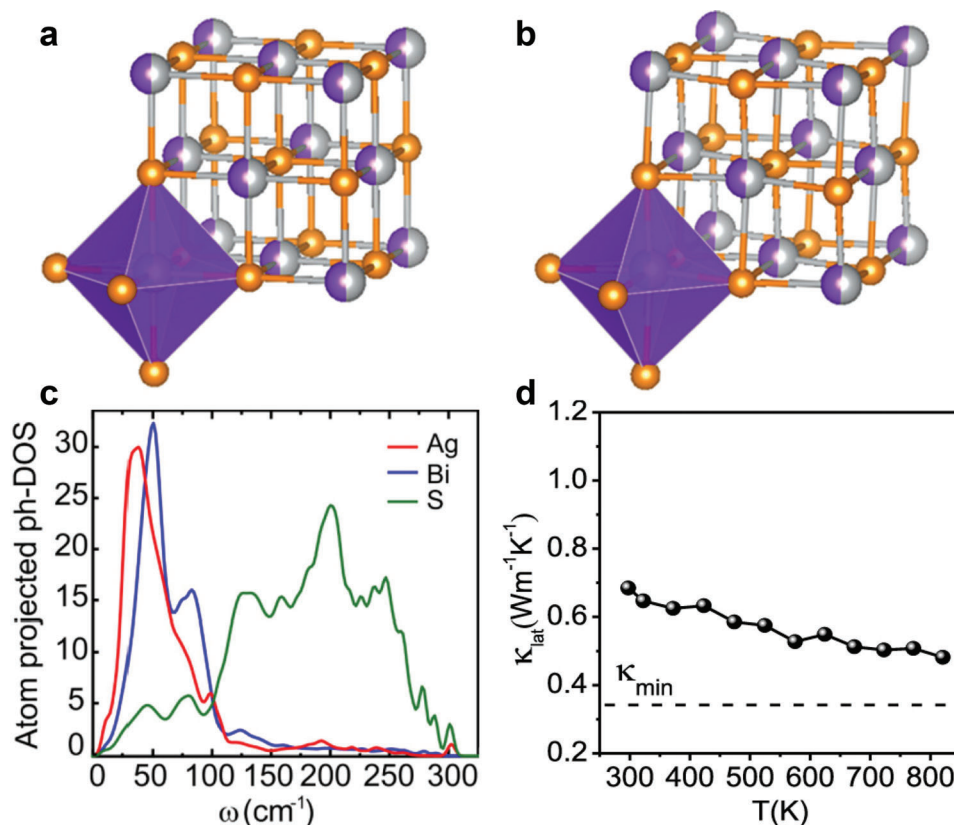 a
b
c
Atom projected ph-DOS
30
25
20
15
10
5
0
Ag
Bi
S
0 50 100 150 200 250 300
ω(cm⁻¹)
d
κlat(Wm⁻¹K⁻¹)
1.2
1.0
0.8
0.6
0.4
0.2
κmin
300 400 500 600 700 800
T(K)